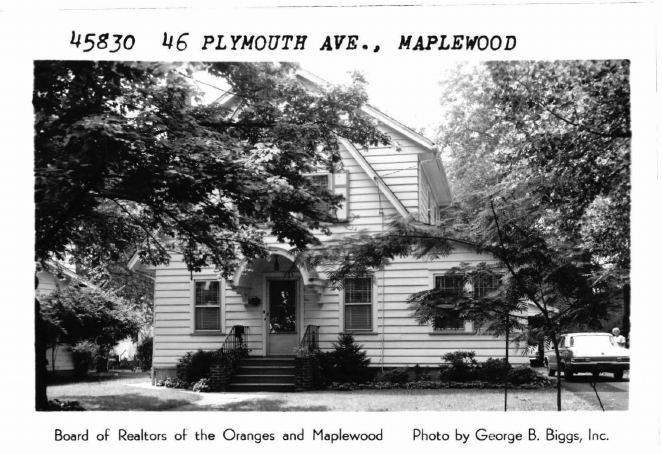 45830 46 PLYMOUTH AVE., MAPLEWOOD
Board of Realtors of the Oranges and Maplewood Photo by George B. Biggs, Inc.